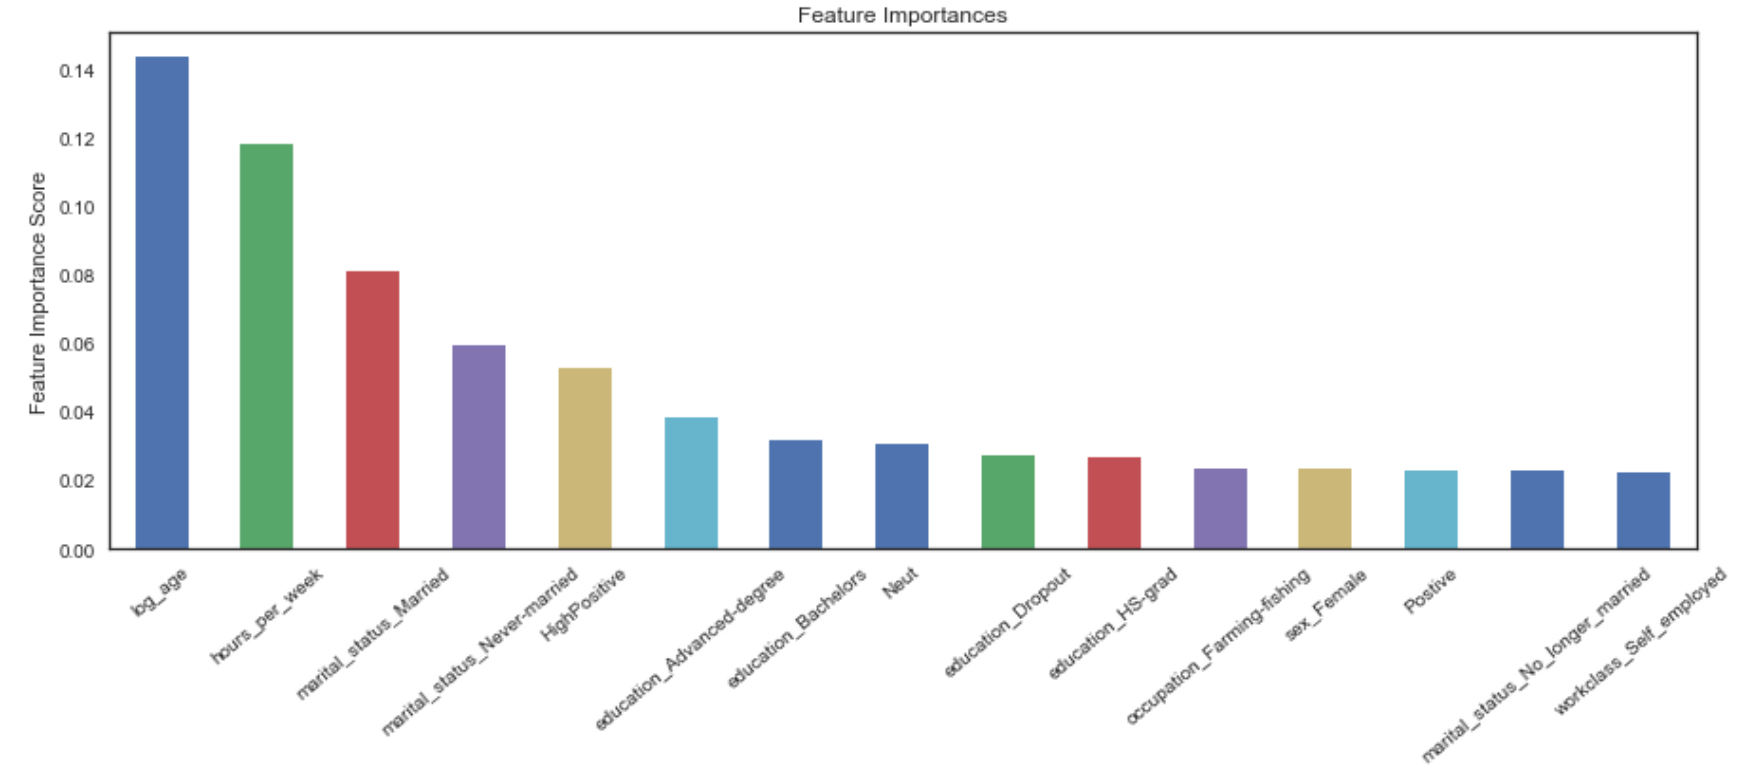 Feature Importances
Feature Importance Score
0.14
0.12
0.10
0.08
0.06
0.04
0.02
0.00
log_age
hours_per_week
marital_status_Married
marital_status_Never-married
HighPositive
education_Advanced-degree
education_Bachelors
Neut
education_Dropout
education_HS-grad
occupation_Farming-fishing
sex_Female
Postive
marital_status_No_longer_married
workclass_Self_employed